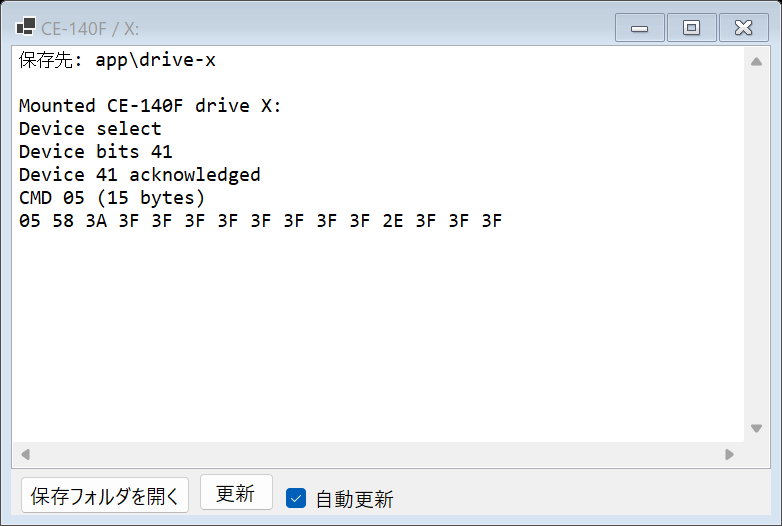 CE-140F / X:
保存先: app\drive-x
Mounted CE-140F drive X:
Device select
Device bits 41
Device 41 acknowledged
CMD 05 (15 bytes)
05 58 3A 3F 3F 3F 3F 3F 3F 3F 3F 2E 3F 3F 3F
保存フォルダを開く
更新
自動更新